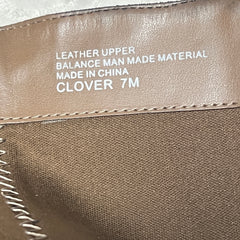 LEATHER UPPER
BALANCE MAN MADE MATERIAL
MADE IN CHINA
CLOVER 7M